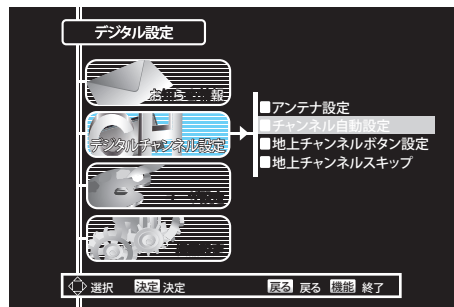 デジタル設定
お知らせ・情報
デジタルチャンネル設定
■アンテナ設定
■チャンネル自動設定
■地上チャンネルボタン設定
■地上チャンネルスキップ
選択 決定 決定 戻る 戻る 機能 終了